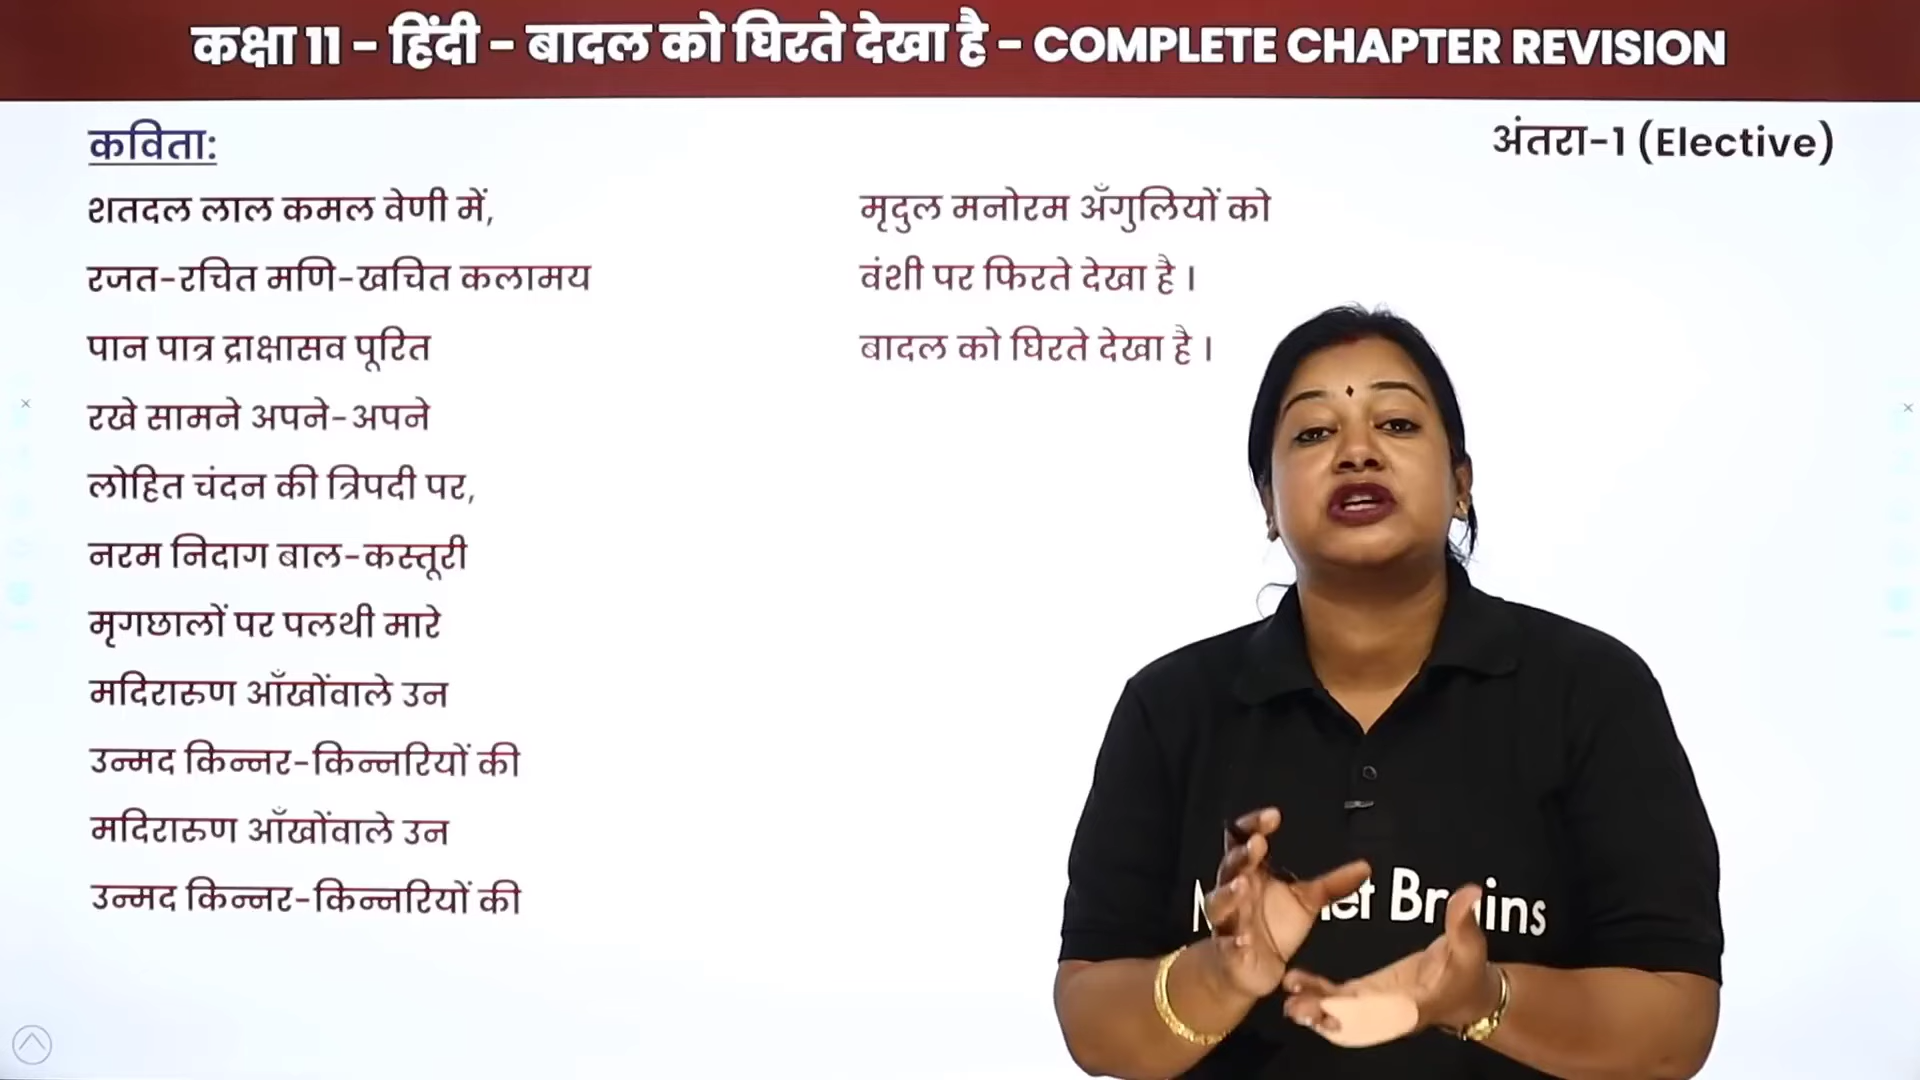 कक्षा 11 - हिंदी - बादल को घिरते देखा है - COMPLETE CHAPTER REVISION
कविता:
अंतरा-1 (Elective)
शतदल लाल कमल वेणी में,
रजत-रचित मणि-खचित कलामय
पान पात्र द्राक्षासव पूरित
रखे सामने अपने-अपने
लोहित चंदन की त्रिपदी पर,
नरम निदाग बाल-कस्तूरी
मृगछालों पर पलथी मारे
मदिरारुण आँखोंवाले उन
उन्मद किन्नर-किन्नरियों की
मदिरारुण आँखोंवाले उन
उन्मद किन्नर-किन्नरियों की
मृदुल मनोरम अँगुलियों को
वंशी पर फिरते देखा है ।
बादल को घिरते देखा है ।